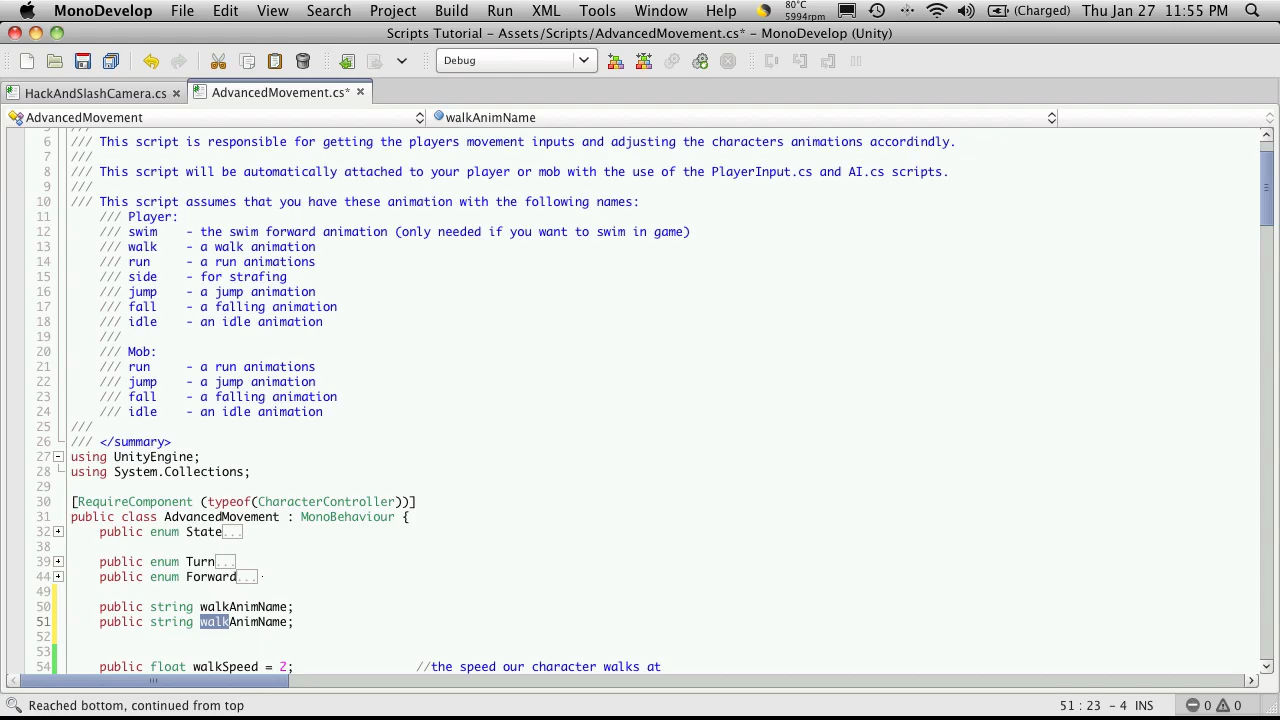 MonoDevelop File Edit View Search Project Build Run XML Tools Window Help 80°C 5994rpm (Charged) Thu Jan 27 11:55 PM
Scripts Tutorial - Assets/Scripts/AdvancedMovement.cs* - MonoDevelop (Unity)
Debug
HackAndSlashCamera.cs AdvancedMovement.cs*
AdvancedMovement walkAnimName
5 ///
6 /// This script is responsible for getting the players movement inputs and adjusting the characters animations accordingly.
7 ///
8 /// This script will be automatically attached to your player or mob with the use of the PlayerInput.cs and AI.cs scripts.
9 ///
10 /// This script assumes that you have these animation with the following names:
11 /// Player:
12 /// swim - the swim forward animation (only needed if you want to swim in game)
13 /// walk - a walk animation
14 /// run - a run animations
15 /// side - for strafing
16 /// jump - a jump animation
17 /// fall - a falling animation
18 /// idle - an idle animation
19 ///
20 /// Mob:
21 /// run - a run animations
22 /// jump - a jump animation
23 /// fall - a falling animation
24 /// idle - an idle animation
25 ///
26 /// </summary>
27 using UnityEngine;
28 using System.Collections;
29
30 [RequireComponent (typeof(CharacterController))]
31 public class AdvancedMovement : MonoBehaviour {
32 public enum State...
38
39 public enum Turn...
44 public enum Forward...
49
50 public string walkAnimName;
51 public string walkAnimName;
52
53
54 public float walkSpeed = 2; //the speed our character walks at
Reached bottom, continued from top 51 : 23 - 4 INS 0 0